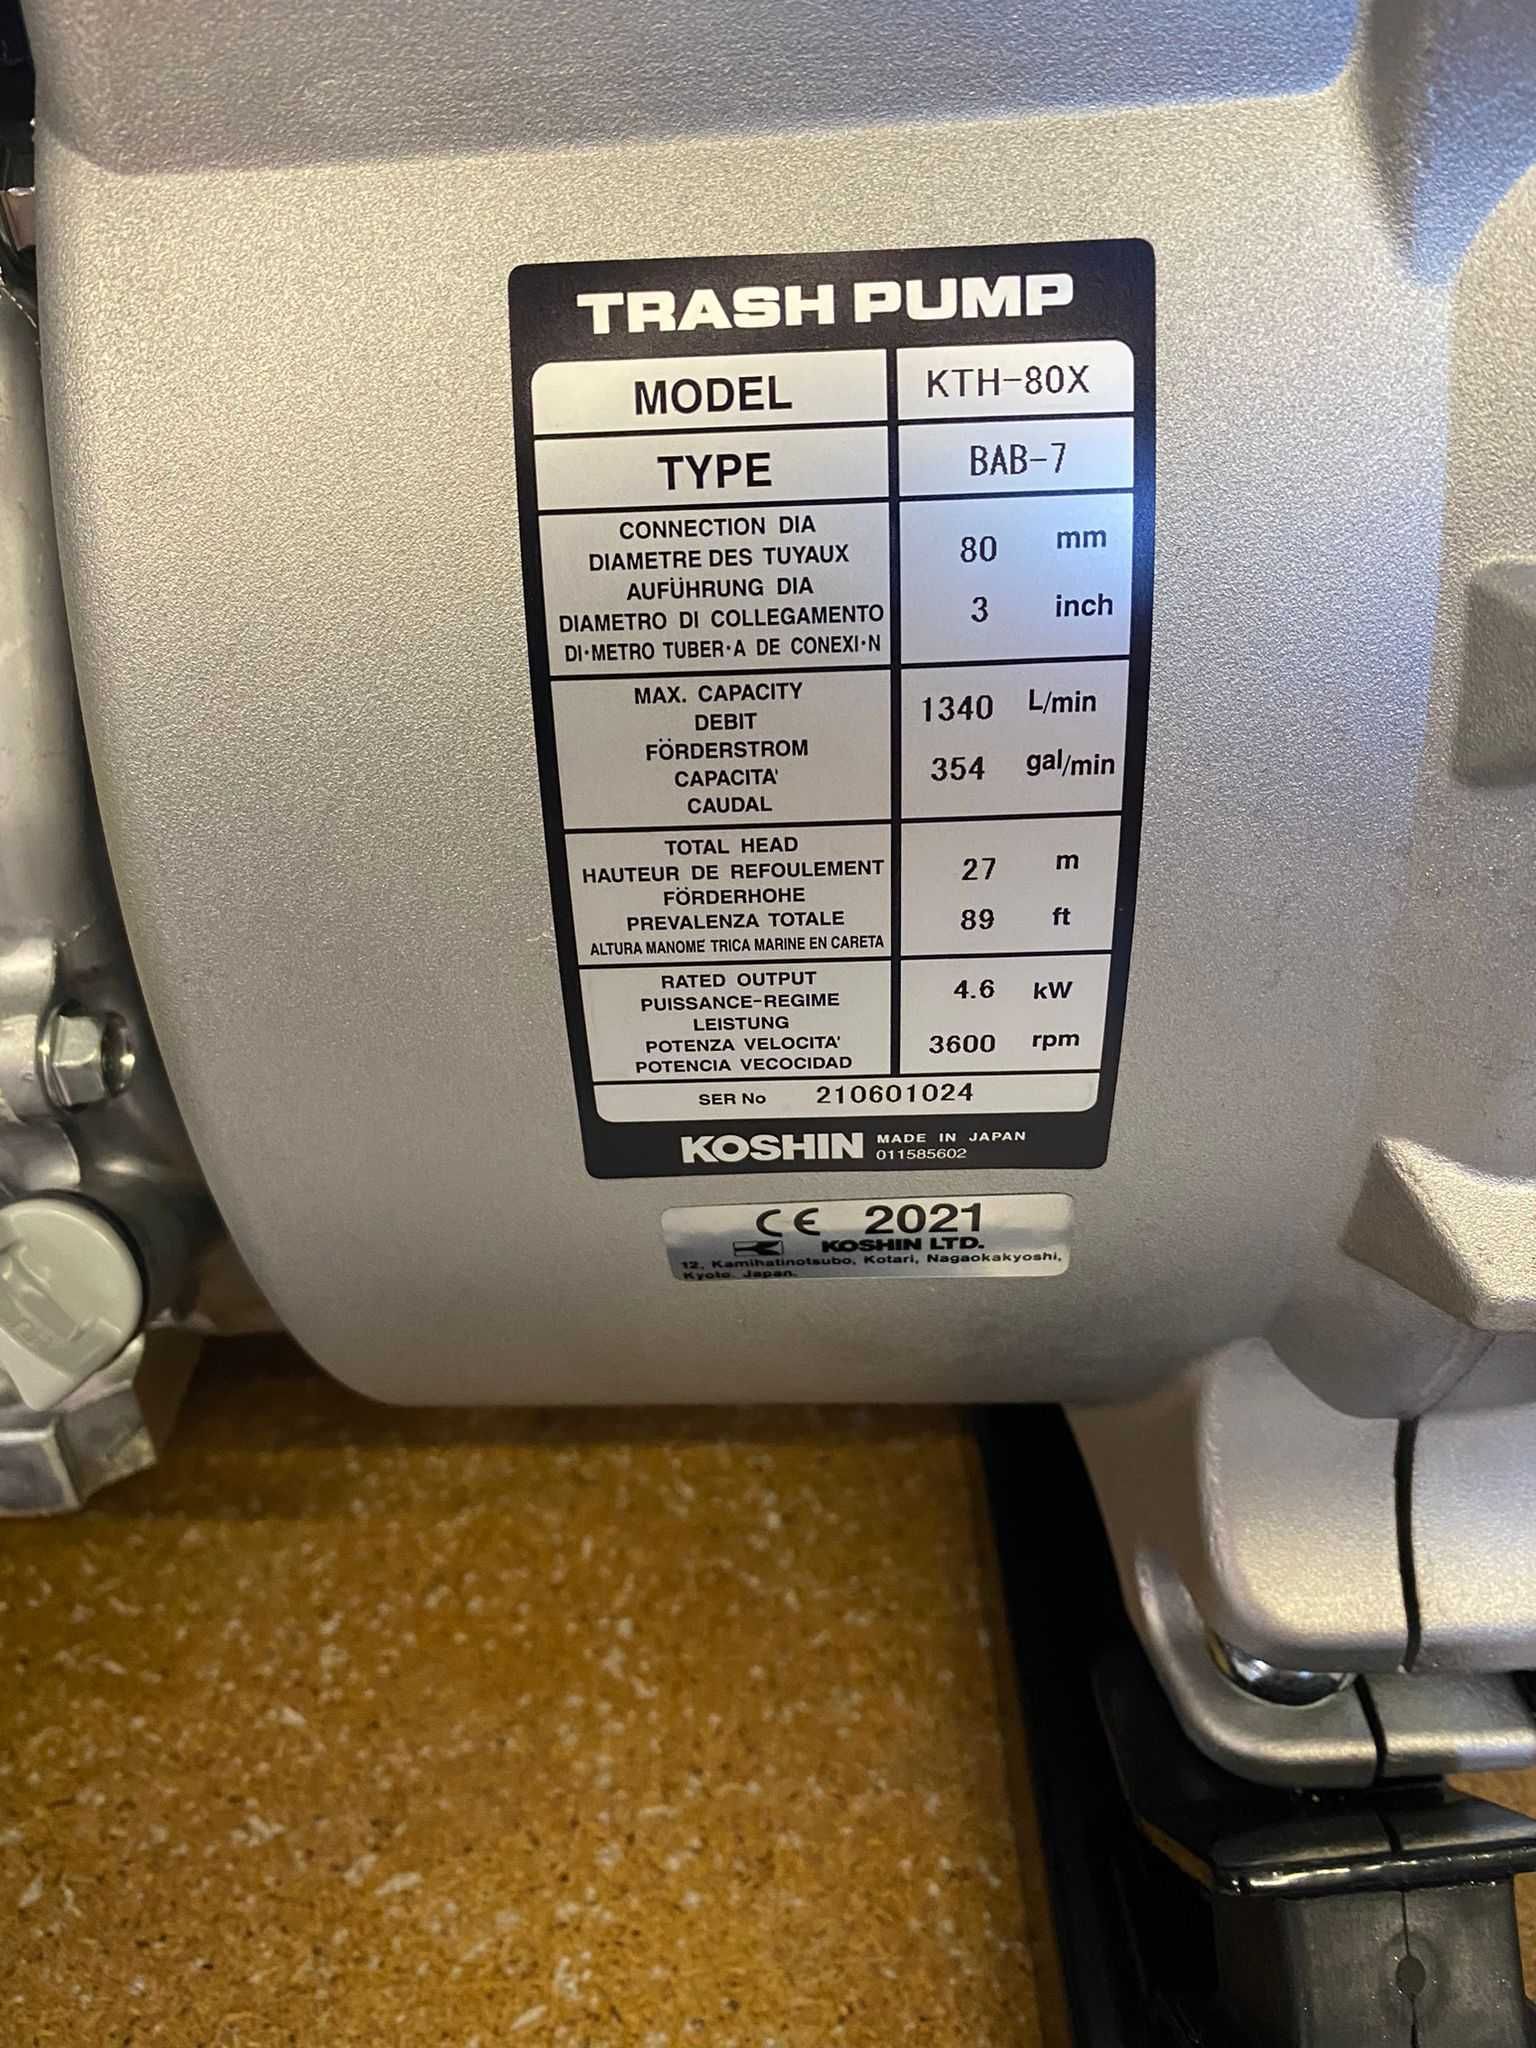 TRASH PUMP
MODEL KTH-80X
TYPE BAB-7
CONNECTION DIA
DIAMETRE DES TUYAUX
AUFÜHRUNG DIA
DIAMETRO DI COLLEGAMENTO
DI·METRO TUBER·A DE CONEXI·N
80 mm
3 inch
MAX. CAPACITY
DEBIT
FÖRDERSTROM
CAPACITA'
CAUDAL
1340 L/min
354 gal/min
TOTAL HEAD
HAUTEUR DE REFOULEMENT
FÖRDERHOHE
PREVALENZA TOTALE
ALTURA MANOME TRICA MARINE EN CARETA
27 m
89 ft
RATED OUTPUT
PUISSANCE-REGIME
LEISTUNG
POTENZA VELOCITA'
POTENCIA VECOCIDAD
4.6 kW
3600 rpm
SER No 210601024
KOSHIN MADE IN JAPAN
011585602
CE 2021
KOSHIN LTD.
12, Kamihatinotsubo, Kotari, Nagaokakyoshi,
Kyoto, Japan.